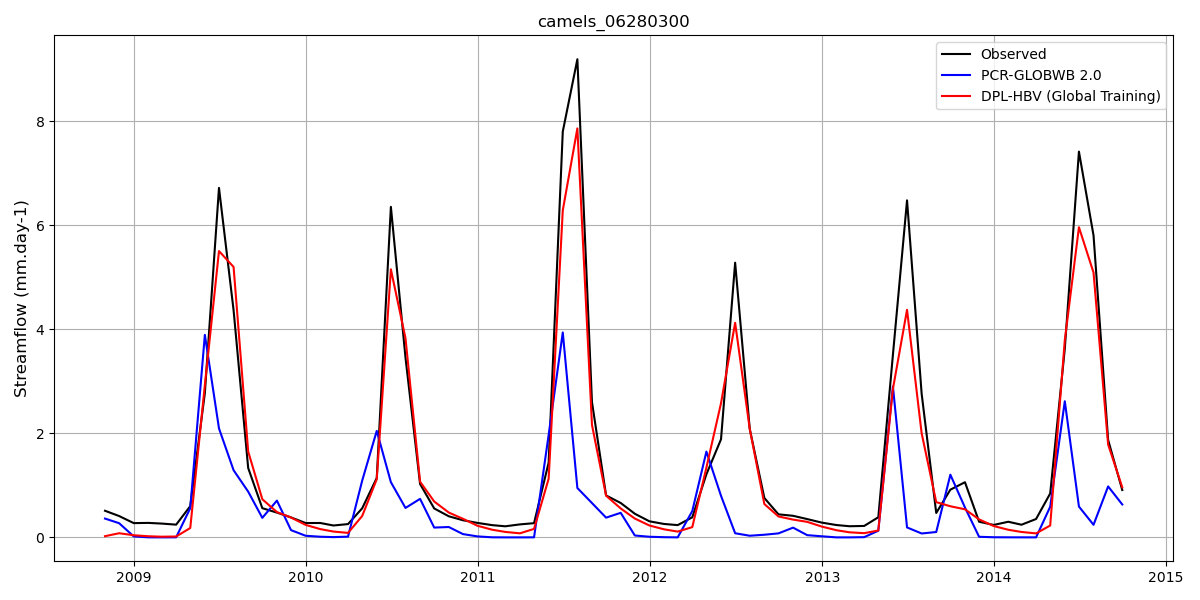 camels_06280300
Observed
PCR-GLOBWB 2.0
DPL-HBV (Global Training)
Streamflow (mm.day-1)
8
6
4
2
0
2009 2010 2011 2012 2013 2014 2015